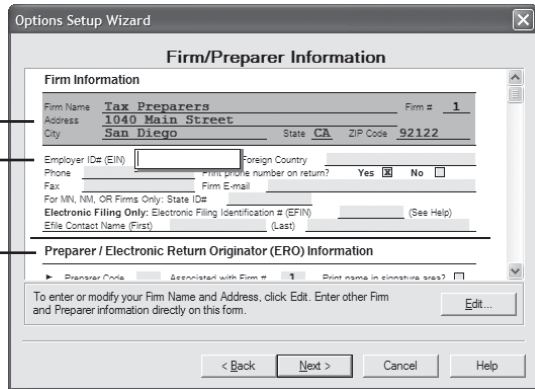 Options Setup Wizard
Firm/Preparer Information
Firm Information
Firm Name Tax Preparers Firm # 1
Address 1040 Main Street
City San Diego State CA ZIP Code 92122
Employer ID# (EIN) Foreign Country
Phone Print phone number on return? Yes X No
Fax Firm E-mail
For MN, NM, OR Firms Only: State ID#
Electronic Filing Only: Electronic Filing Identification # (EFIN) (See Help)
Efile Contact Name (First) (Last)
Preparer / Electronic Return Originator (ERO) Information
Preparer Code Associated with Firm # 1 Print name in signature area?
To enter or modify your Firm Name and Address, click Edit. Enter other Firm
and Preparer information directly on this form.
Edit...
< Back Next > Cancel Help